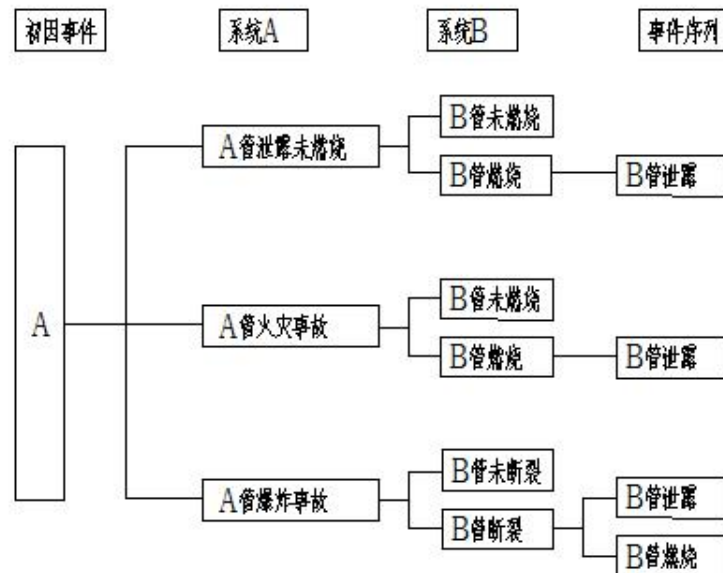 初因事件 系统A 系统B 事件序列
B管未燃烧
A管泄露未燃烧
B管燃烧 B管泄露
B管未燃烧
A A管火灾事故
B管燃烧 B管泄露
B管未断裂
A管爆炸事故 B管泄露
B管断裂
B管燃烧